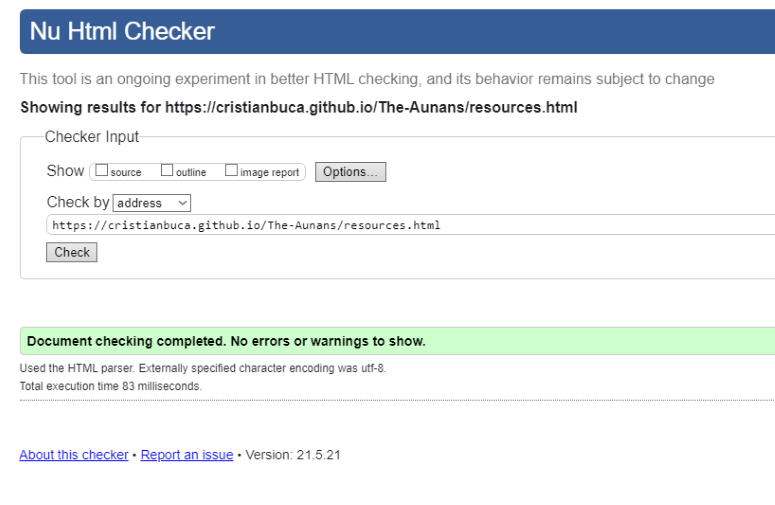 Nu Html Checker
This tool is an ongoing experiment in better HTML checking, and its behavior remains subject to change
Showing results for https://cristianbuca.github.io/The-Aunans/resources.html
Checker Input
Show source outline image report Options...
Check by address
https://cristianbuca.github.io/The-Aunans/resources.html
Check
Document checking completed. No errors or warnings to show.
Used the HTML parser. Externally specified character encoding was utf-8.
Total execution time 83 milliseconds.
About this checker • Report an issue • Version: 21.5.21